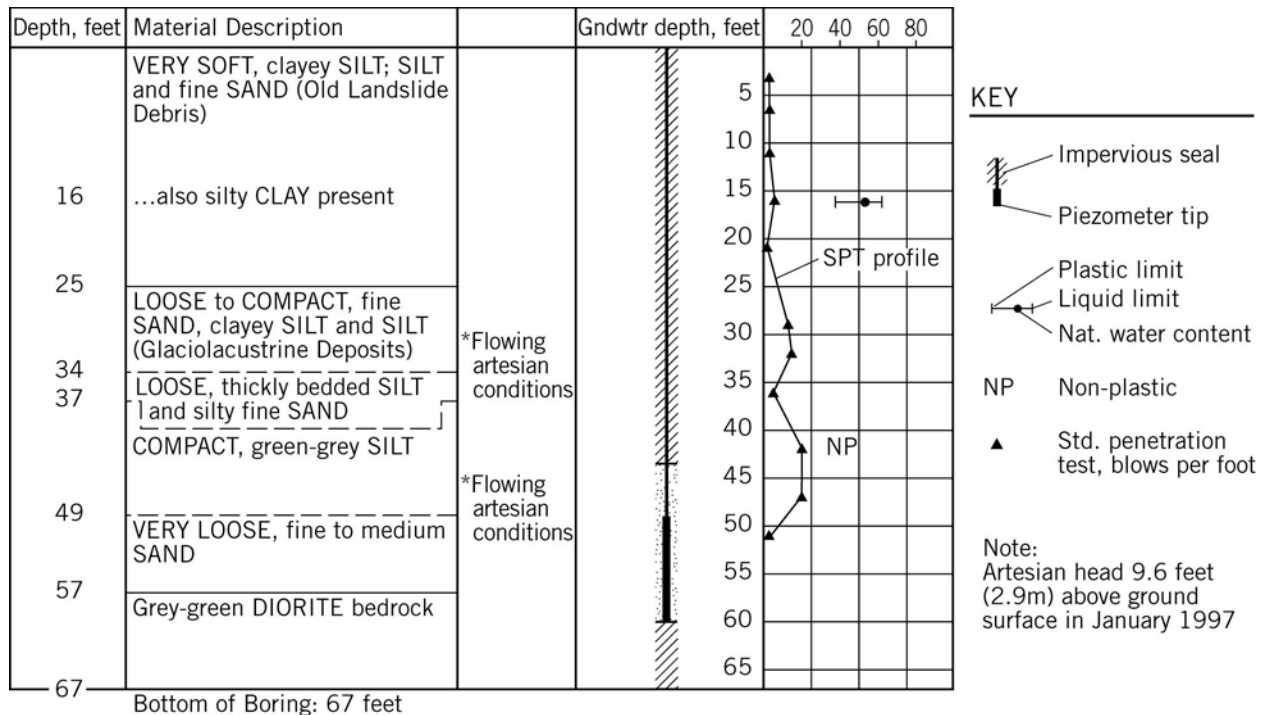 Depth, feet
Material Description
Gndwtr depth, feet
20 40 60 80
VERY SOFT, clayey SILT; SILT
and fine SAND (Old Landslide
Debris)
16
...also silty CLAY present
25
LOOSE to COMPACT, fine
SAND, clayey SILT and SILT
(Glaciolacustrine Deposits)
34
37
LOOSE, thickly bedded SILT
and silty fine SAND
COMPACT, green-grey SILT
49
VERY LOOSE, fine to medium
SAND
57
Grey-green DIORITE bedrock
67
Bottom of Boring: 67 feet
*Flowing
artesian
conditions
*Flowing
artesian
conditions
5
10
15
20
25
30
35
40
45
50
55
60
65
SPT profile
NP
KEY
Impervious seal
Piezometer tip
Plastic limit
Liquid limit
Nat. water content
NP Non-plastic
Std. penetration
test, blows per foot
Note:
Artesian head 9.6 feet
(2.9m) above ground
surface in January 1997